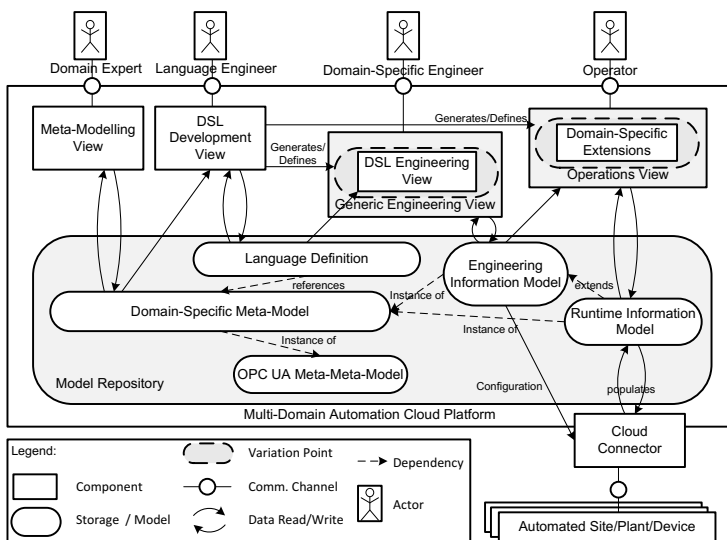 Domain Expert
Language Engineer
Domain-Specific Engineer
Operator
Meta-Modelling
View
DSL
Development
View
Generates/Defines
Generates/
Defines
DSL Engineering
View
Generic Engineering View
Domain-Specific
Extensions
Operations View
Language Definition
references
Engineering
Information Model
Instance of
extends
Domain-Specific Meta-Model
Instance of
Runtime Information
Model
Instance of
OPC UA Meta-Meta-Model
Model Repository
Configuration
populates
Multi-Domain Automation Cloud Platform
Cloud
Connector
Legend:
Variation Point
Dependency
Component
Comm. Channel
Actor
Storage / Model
Data Read/Write
Automated Site/Plant/Device